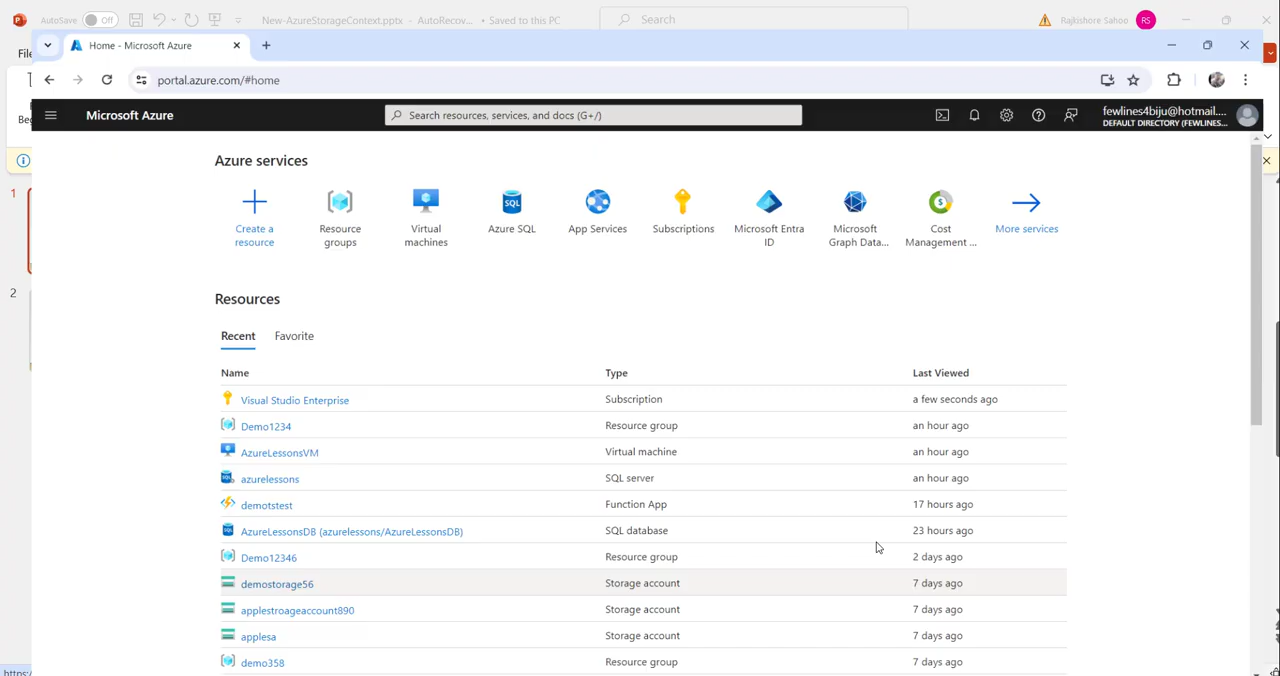 AutoSave Off New-AzureStorageContext.pptx - AutoRecov... • Saved to this PC Search Rajkishore Sahoo RS
File
Home - Microsoft Azure
portal.azure.com/#home
Microsoft Azure Search resources, services, and docs (G+/) fewlines4biju@hotmail....
DEFAULT DIRECTORY (FEWLINES...
Azure services
Create a resource
Resource groups
Virtual machines
Azure SQL
App Services
Subscriptions
Microsoft Entra ID
Microsoft Graph Data...
Cost Management ...
More services
Resources
Recent Favorite
Name Type Last Viewed
Visual Studio Enterprise Subscription a few seconds ago
Demo1234 Resource group an hour ago
AzureLessonsVM Virtual machine an hour ago
azurelessons SQL server an hour ago
demotstest Function App 17 hours ago
AzureLessonsDB (azurelessons/AzureLessonsDB) SQL database 23 hours ago
Demo12346 Resource group 2 days ago
demostorage56 Storage account 7 days ago
applestroageaccount890 Storage account 7 days ago
applesa Storage account 7 days ago
demo358 Resource group 7 days ago
1
2
https:/